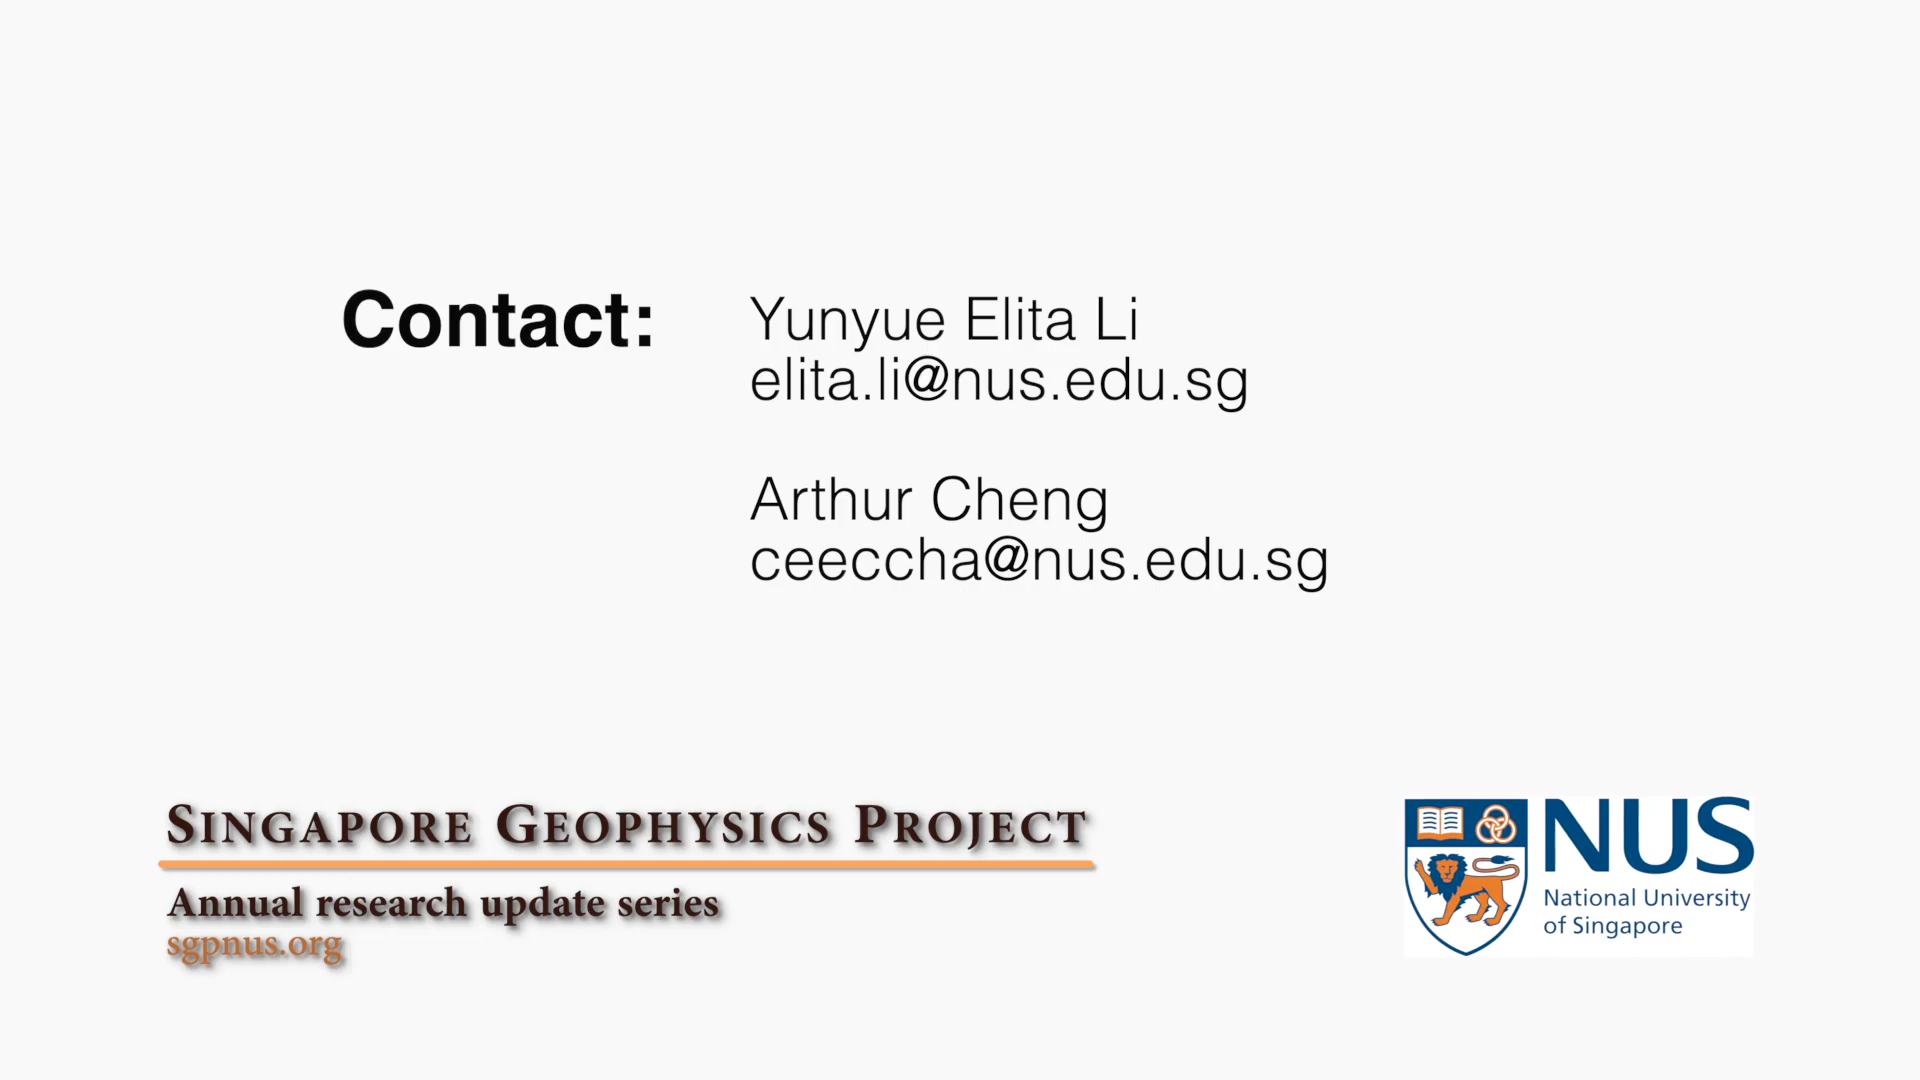 Contact:
Yunyue Elita Li
elita.li@nus.edu.sg
Arthur Cheng
ceeccha@nus.edu.sg
SINGAPORE GEOPHYSICS PROJECT
Annual research update series
sgpnus.org
NUS
National University
of Singapore